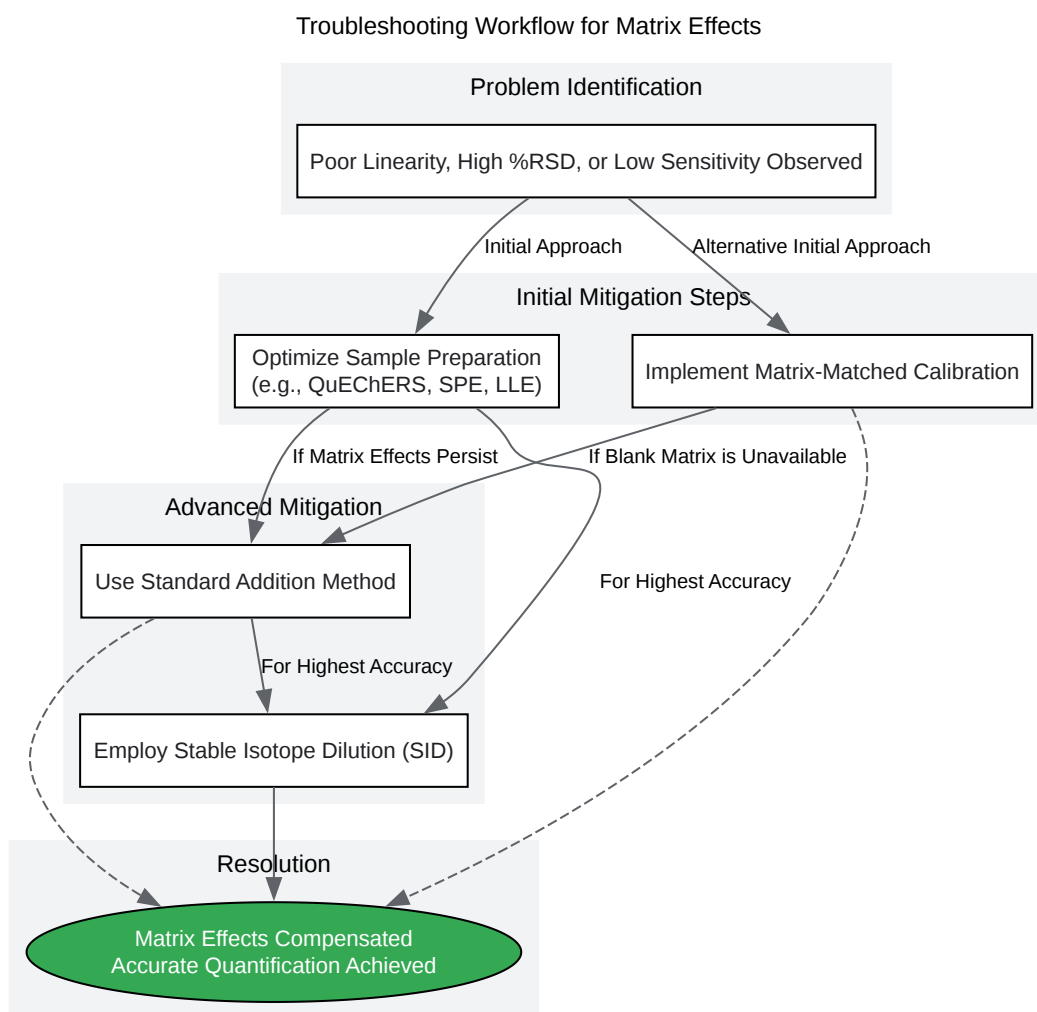 Troubleshooting Workflow for Matrix Effects
Problem Identification
Poor Linearity, High %RSD, or Low Sensitivity Observed
Initial Approach
Alternative Initial Approach
Initial Mitigation Steps
Optimize Sample Preparation
(e.g., QuEChERS, SPE, LLE)
Implement Matrix-Matched Calibration
If Matrix Effects Persist
If Blank Matrix is Unavailable
Advanced Mitigation
Use Standard Addition Method
For Highest Accuracy
For Highest Accuracy
Employ Stable Isotope Dilution (SID)
Resolution
Matrix Effects Compensated
Accurate Quantification Achieved